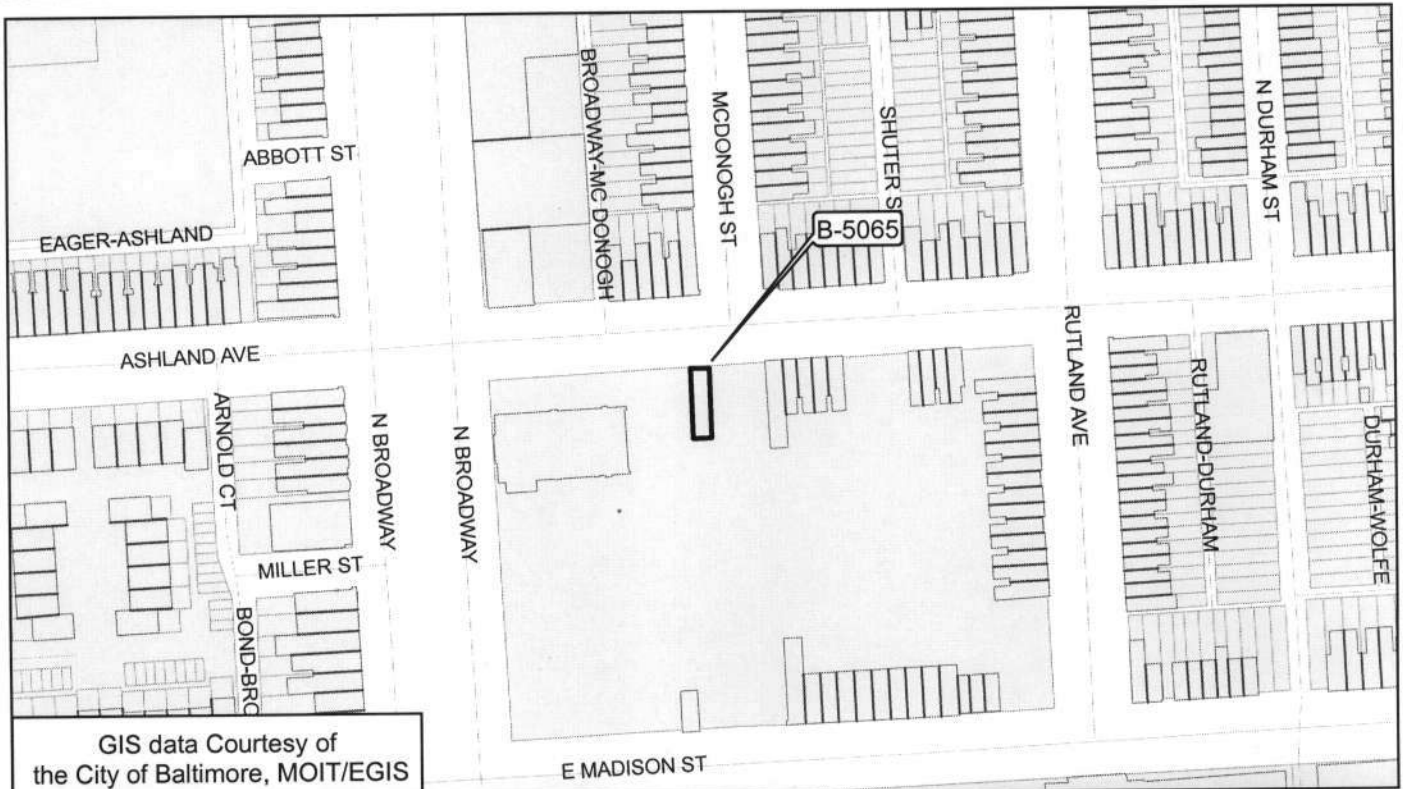 BROADWAY-MC DONOGH
MCDONOGH ST
SHUTER S
N DURHAM ST
ABBOTT ST
EAGER-ASHLAND
B-5065
ASHLAND AVE
RUTLAND AVE
ARNOLD CT
N BROADWAY
N BROADWAY
RUTLAND-DURHAM
DURHAM-WOLFE
MILLER ST
BOND-BRO
GIS data Courtesy of
the City of Baltimore, MOIT/EGIS
E MADISON ST